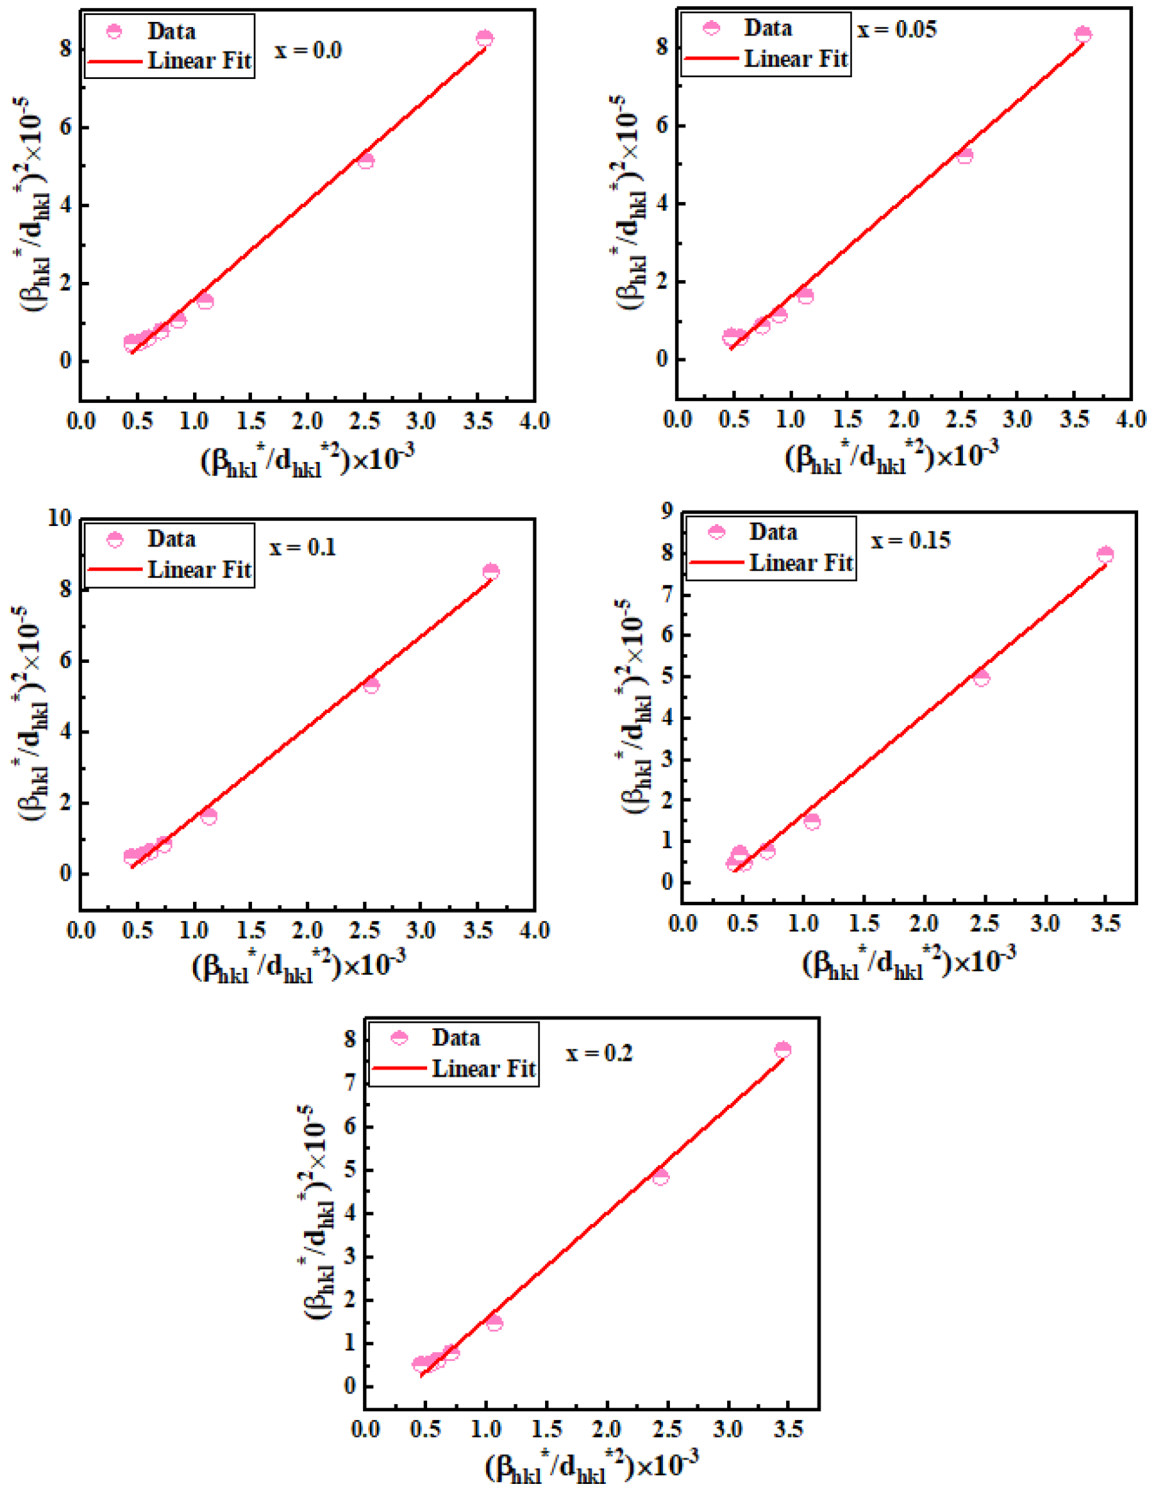 Data
Linear Fit
x = 0.0
8
6
4
2
0
(βhkl*/dhkl*)2×10-5
0.0 0.5 1.0 1.5 2.0 2.5 3.0 3.5 4.0
(βhkl*/dhkl*2)×10-3
Data
Linear Fit
x = 0.05
8
6
4
2
0
(βhkl*/dhkl*)2×10-5
0.0 0.5 1.0 1.5 2.0 2.5 3.0 3.5 4.0
(βhkl*/dhkl*2)×10-3
Data
Linear Fit
x = 0.1
10
8
6
4
2
0
(βhkl*/dhkl*)2×10-5
0.0 0.5 1.0 1.5 2.0 2.5 3.0 3.5 4.0
(βhkl*/dhkl*2)×10-3
Data
Linear Fit
x = 0.15
9
8
7
6
5
4
3
2
1
0
(βhkl*/dhkl*)2×10-5
0.0 0.5 1.0 1.5 2.0 2.5 3.0 3.5
(βhkl*/dhkl*2)×10-3
Data
Linear Fit
x = 0.2
8
7
6
5
4
3
2
1
0
(βhkl*/dhkl*)2×10-5
0.0 0.5 1.0 1.5 2.0 2.5 3.0 3.5
(βhkl*/dhkl*2)×10-3